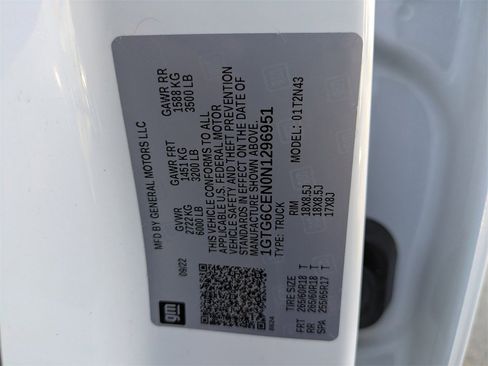 MFD BY GENERAL MOTORS LLC
09/22
GVWR GAWR FRT GAWR RR
2722 KG 1451 KG 1588 KG
6000 LB 3200 LB 3500 LB
THIS VEHICLE CONFORMS TO ALL
APPLICABLE U.S. FEDERAL MOTOR
VEHICLE SAFETY AND THEFT PREVENTION
STANDARDS IN EFFECT ON THE DATE OF
MANUFACTURE SHOWN ABOVE.
1GTG6CEN0N1296951
TYPE: TRUCK MODEL: 01T2N43
gm
TIRE SIZE RIM
FRT 265/60R18 T 18X8.5J
RR 265/60R18 T 18X8.5J
SPA 255/65R17 T 17X8J